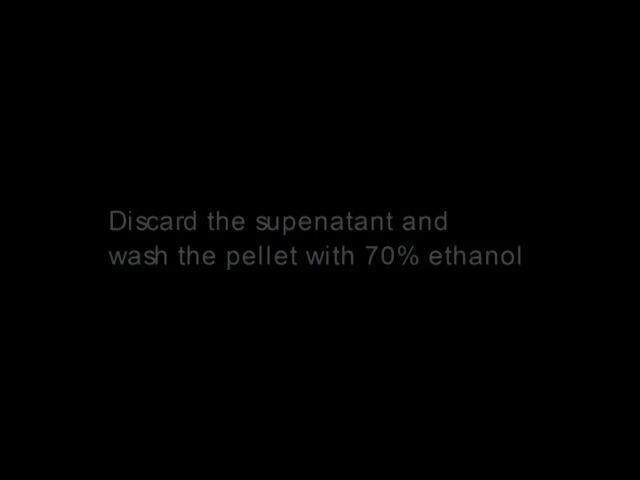 Discard the supenatant and
wash the pellet with 70% ethanol